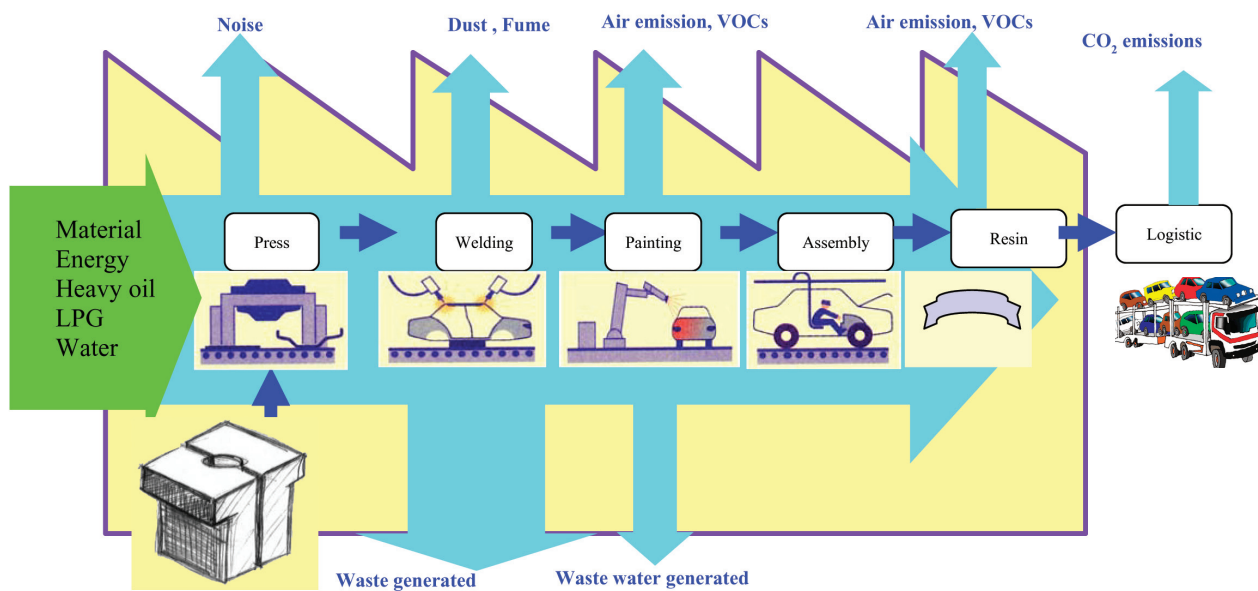 Noise
Dust , Fume
Air emission, VOCs
Air emission, VOCs
CO₂ emissions
Material
Energy
Heavy oil
LPG
Water
Press
Welding
Painting
Assembly
Resin
Logistic
Waste generated
Waste water generated